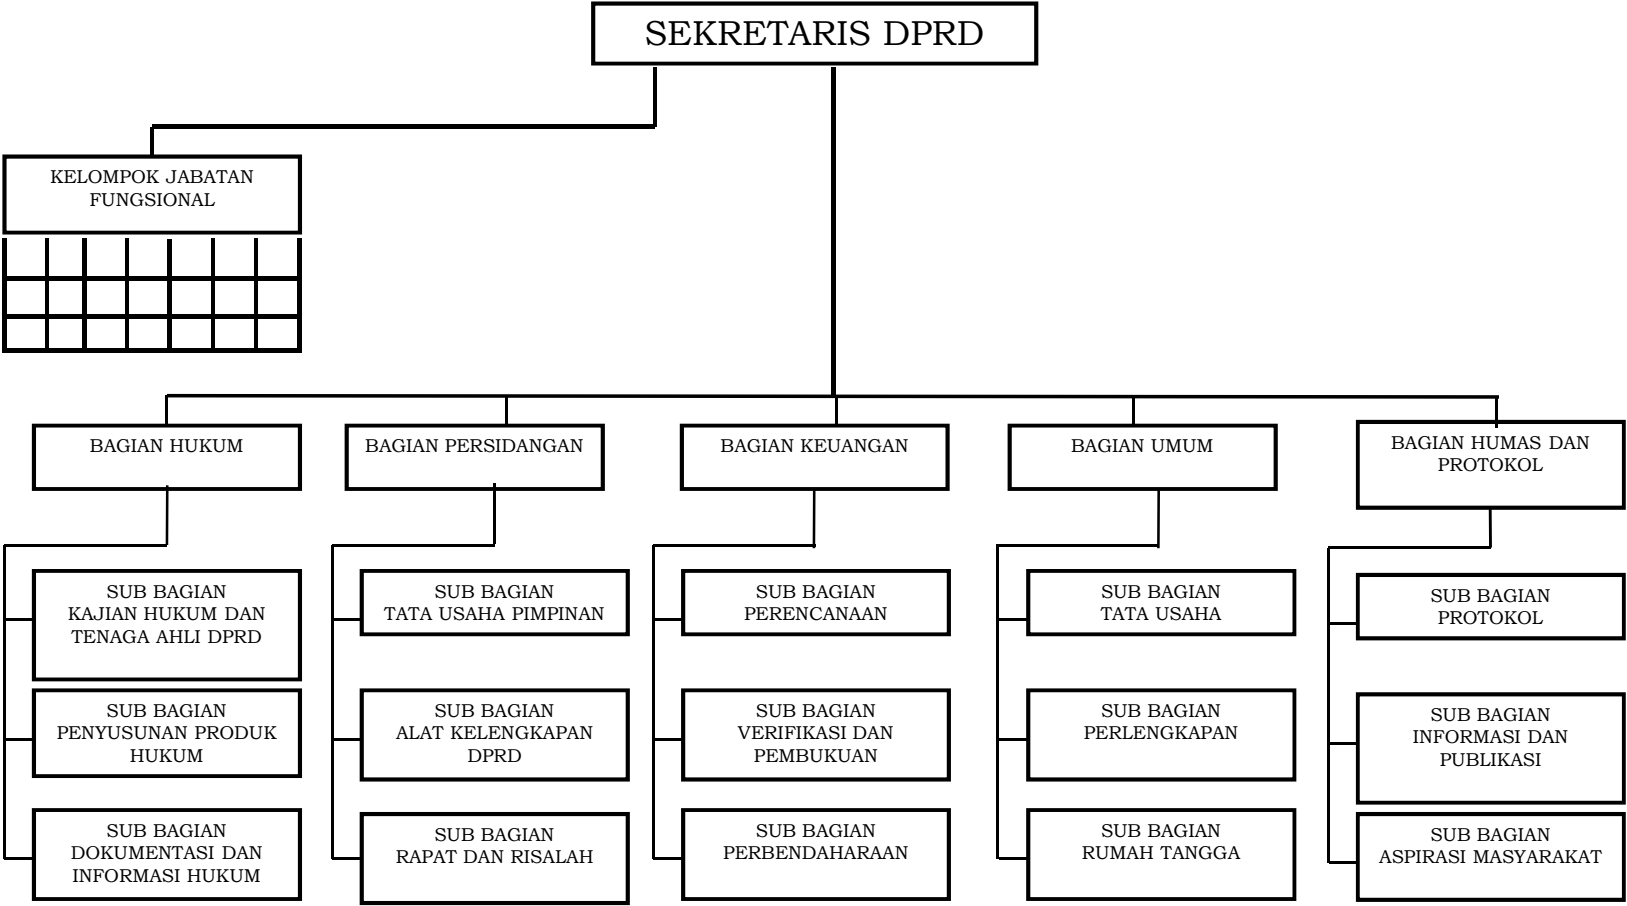 SEKRETARIS DPRD
KELOMPOK JABATAN
FUNGSIONAL
BAGIAN HUKUM
BAGIAN PERSIDANGAN
BAGIAN KEUANGAN
BAGIAN UMUM
BAGIAN HUMAS DAN
PROTOKOL
SUB BAGIAN
KAJIAN HUKUM DAN
TENAGA AHLI DPRD
SUB BAGIAN
TATA USAHA PIMPINAN
SUB BAGIAN
PERENCANAAN
SUB BAGIAN
TATA USAHA
SUB BAGIAN
PROTOKOL
SUB BAGIAN
PENYUSUNAN PRODUK
HUKUM
SUB BAGIAN
ALAT KELENGKAPAN
DPRD
SUB BAGIAN
VERIFIKASI DAN
PEMBUKUAN
SUB BAGIAN
PERLENGKAPAN
SUB BAGIAN
INFORMASI DAN
PUBLIKASI
SUB BAGIAN
DOKUMENTASI DAN
INFORMASI HUKUM
SUB BAGIAN
RAPAT DAN RISALAH
SUB BAGIAN
PERBENDAHARAAN
SUB BAGIAN
RUMAH TANGGA
SUB BAGIAN
ASPIRASI MASYARAKAT